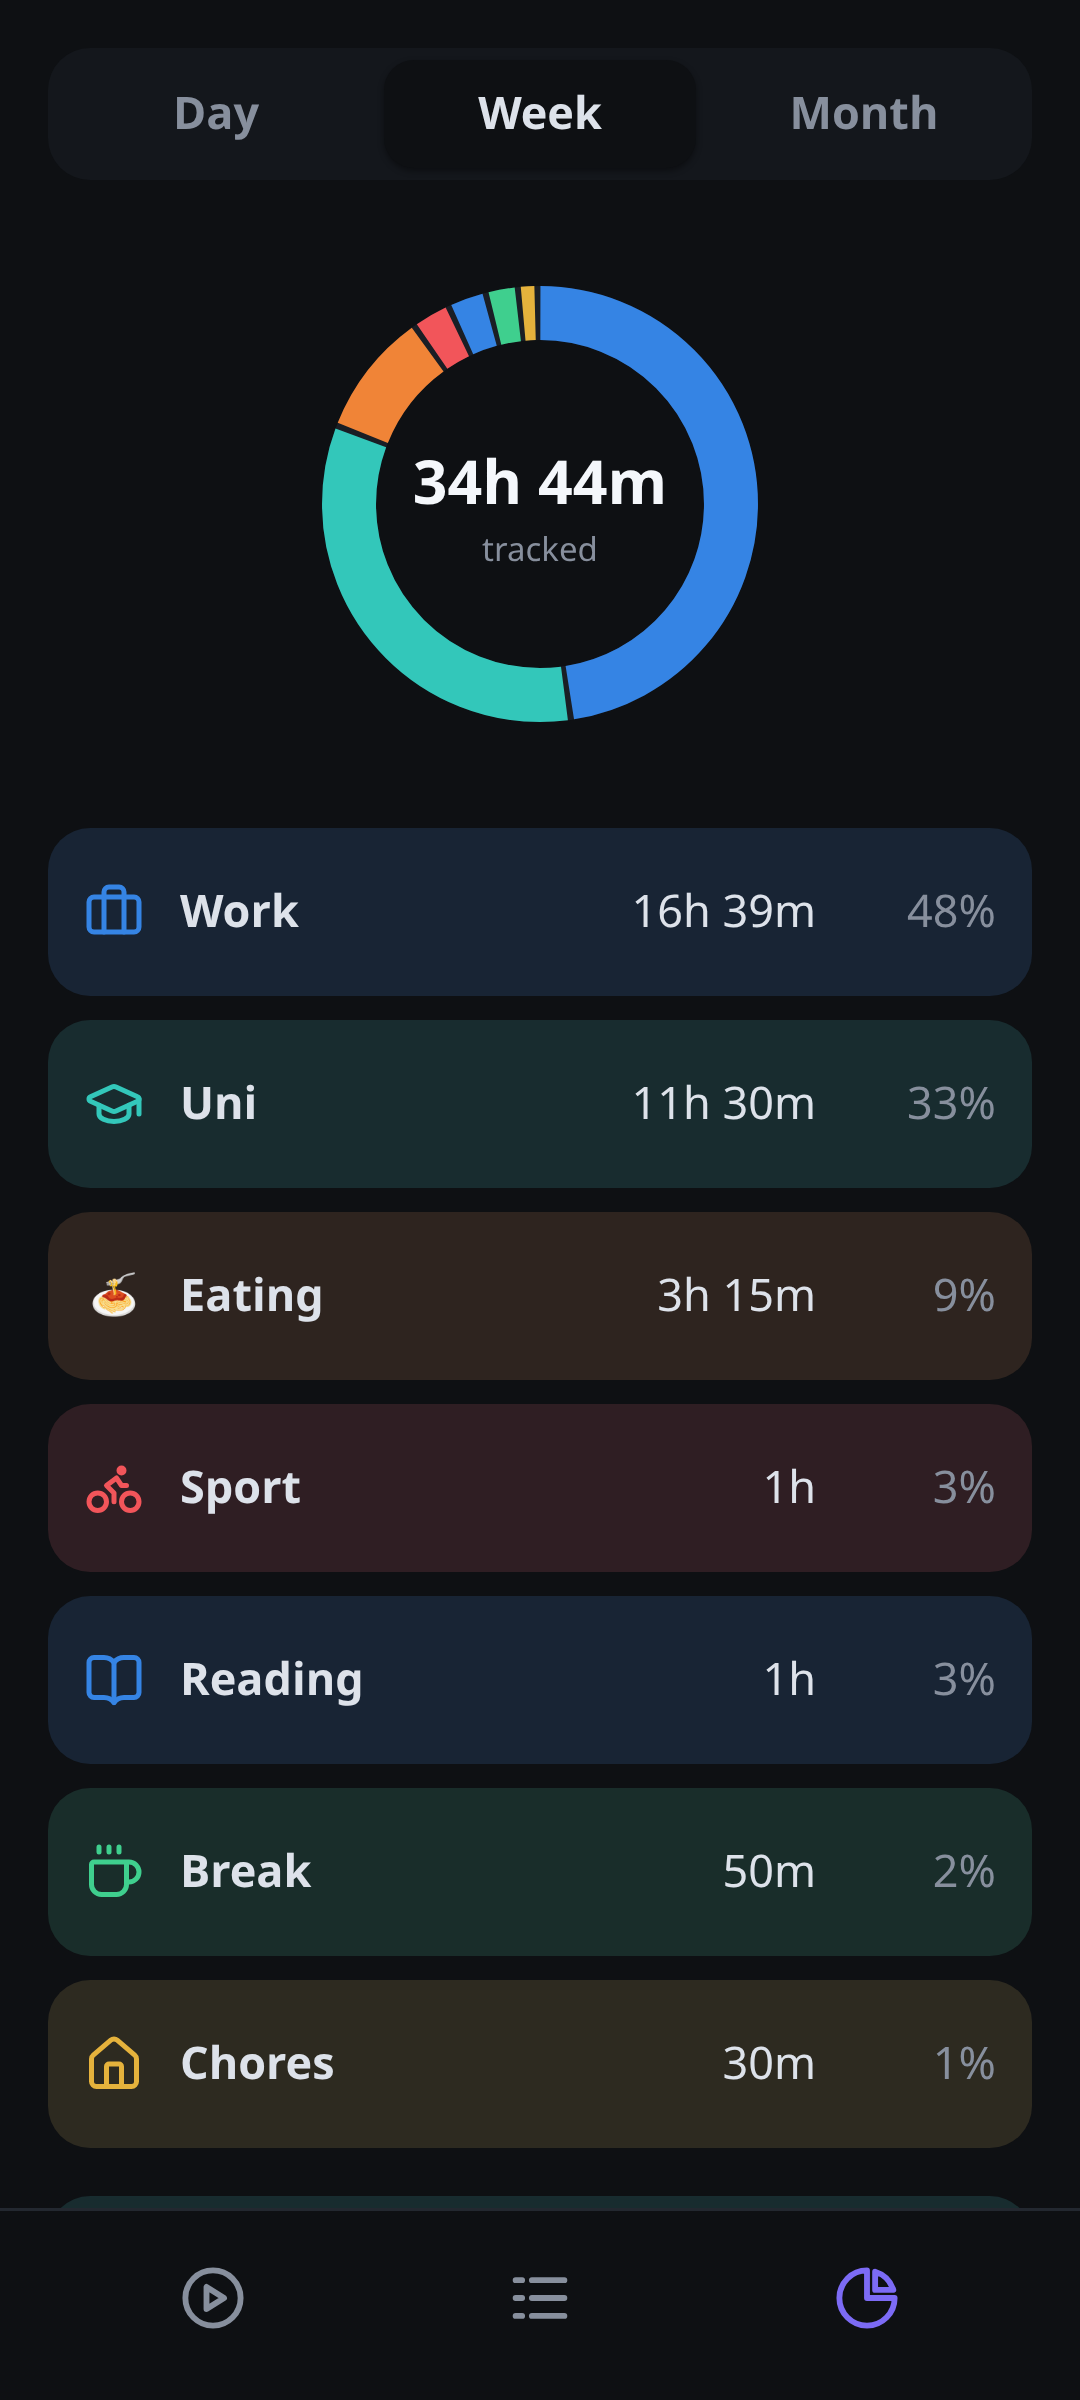 Day Week Month
34h 44m
tracked
Work 16h 39m 48%
Uni 11h 30m 33%
Eating 3h 15m 9%
Sport 1h 3%
Reading 1h 3%
Break 50m 2%
Chores 30m 1%